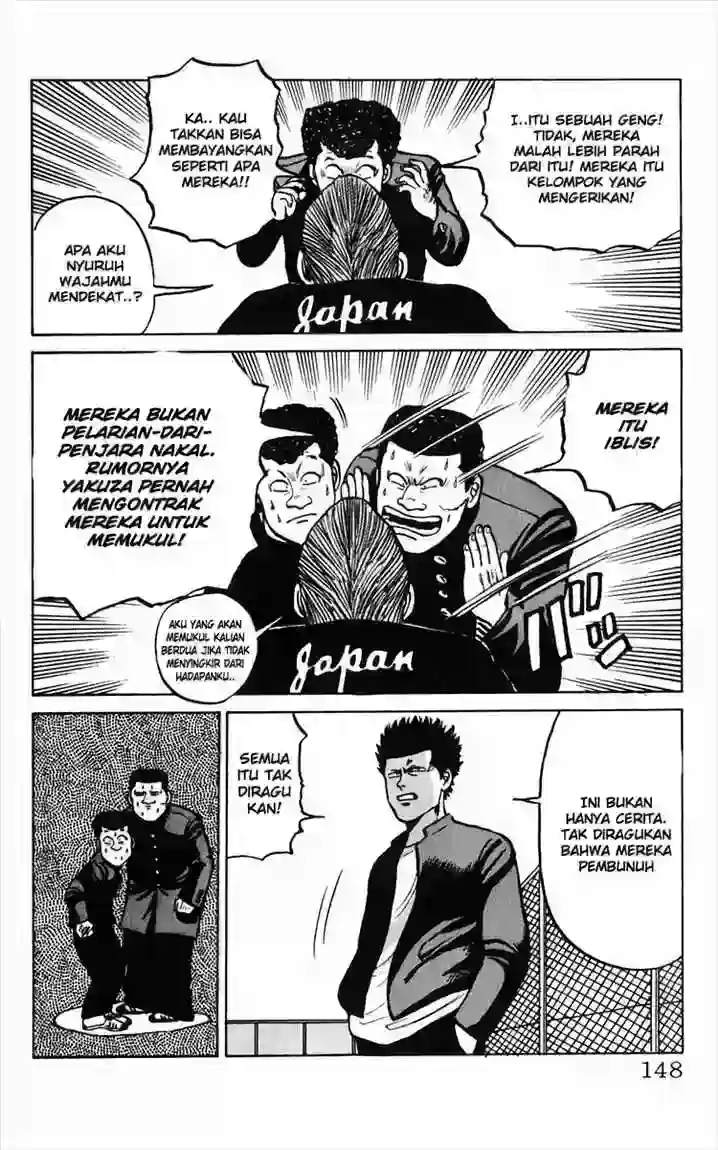 I..ITU SEBUAH GENG!
TIDAK, MEREKA
MALAH LEBIH PARAH
DARI ITU! MEREKA ITU
KELOMPOK YANG
MENGERIKAN!
KA.. KAU
TAKKAN BISA
MEMBAYANGKAN
SEPERTI APA
MEREKA!!
APA AKU
NYURUH
WAJAHMU
MENDEKAT..?
Japan
MEREKA
ITU
IBLIS!
MEREKA BUKAN
PELARIAN-DARI-
PENJARA NAKAL.
RUMORNYA
YAKUZA PERNAH
MENGONTRAK
MEREKA UNTUK
MEMUKUL!
AKU YANG AKAN
MEMUKUL KALIAN
BERDUA JIKA TIDAK
MENYINGKIR DARI
HADAPANKU..
Japan
INI BUKAN
HANYA CERITA.
TAK DIRAGUKAN
BAHWA MEREKA
PEMBUNUH
SEMUA
ITU TAK
DIRAGU
KAN!
148